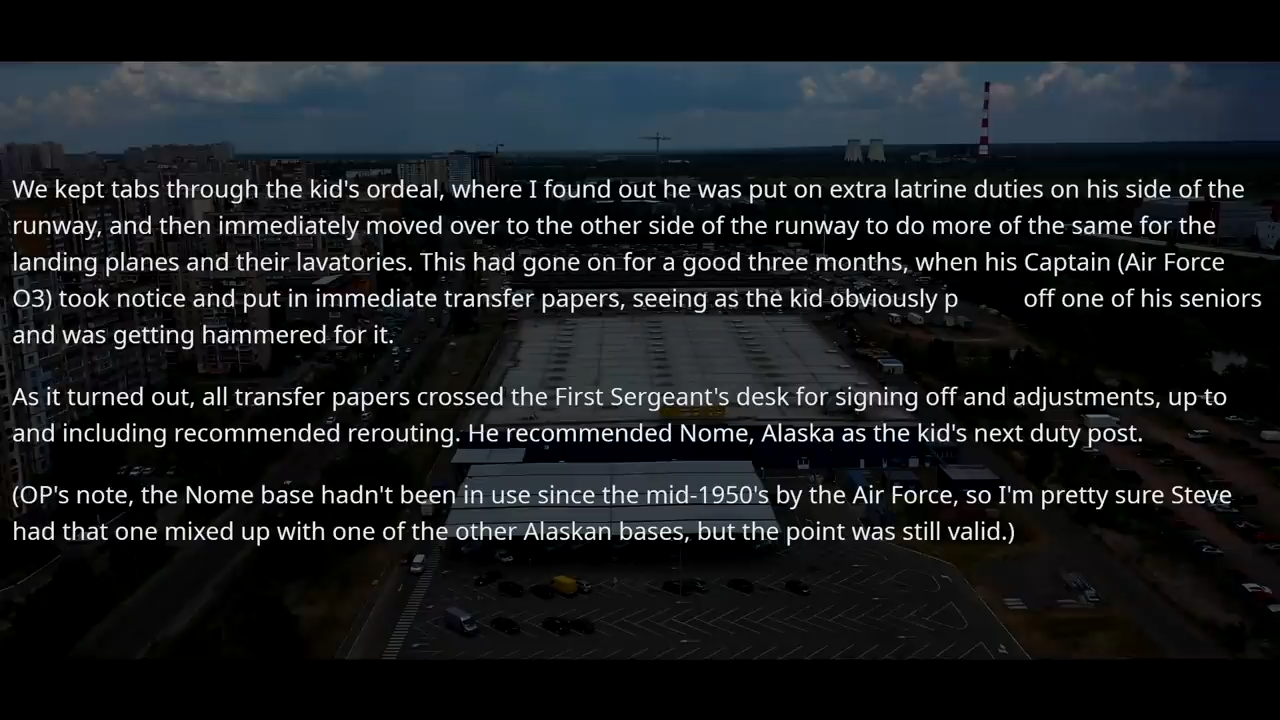 We kept tabs through the kid's ordeal, where I found out he was put on extra latrine duties on his side of the
runway, and then immediately moved over to the other side of the runway to do more of the same for the
landing planes and their lavatories. This had gone on for a good three months, when his Captain (Air Force
O3) took notice and put in immediate transfer papers, seeing as the kid obviously p off one of his seniors
and was getting hammered for it.
As it turned out, all transfer papers crossed the First Sergeant's desk for signing off and adjustments, up to
and including recommended rerouting. He recommended Nome, Alaska as the kid's next duty post.
(OP's note, the Nome base hadn't been in use since the mid-1950's by the Air Force, so I'm pretty sure Steve
had that one mixed up with one of the other Alaskan bases, but the point was still valid.)